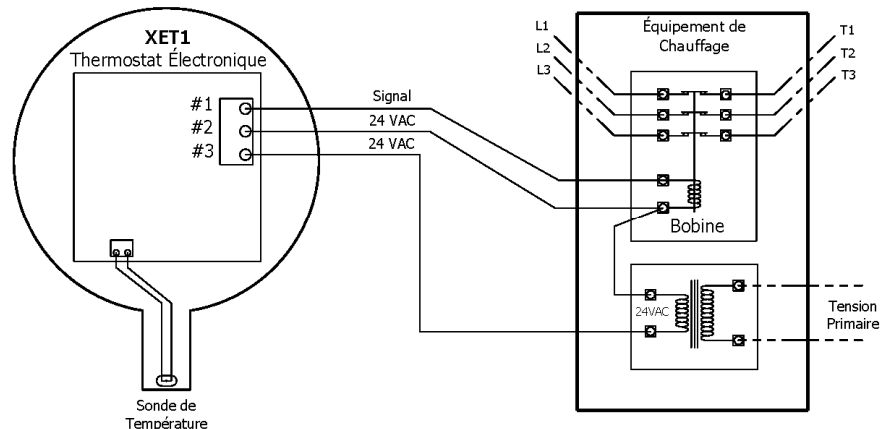 XET1
Thermostat Électronique
#1
#2
#3
Signal
24 VAC
24 VAC
Sonde de
Température
Équipement de
Chauffage
L1
L2
L3
T1
T2
T3
Bobine
24VAC
Tension
Primaire